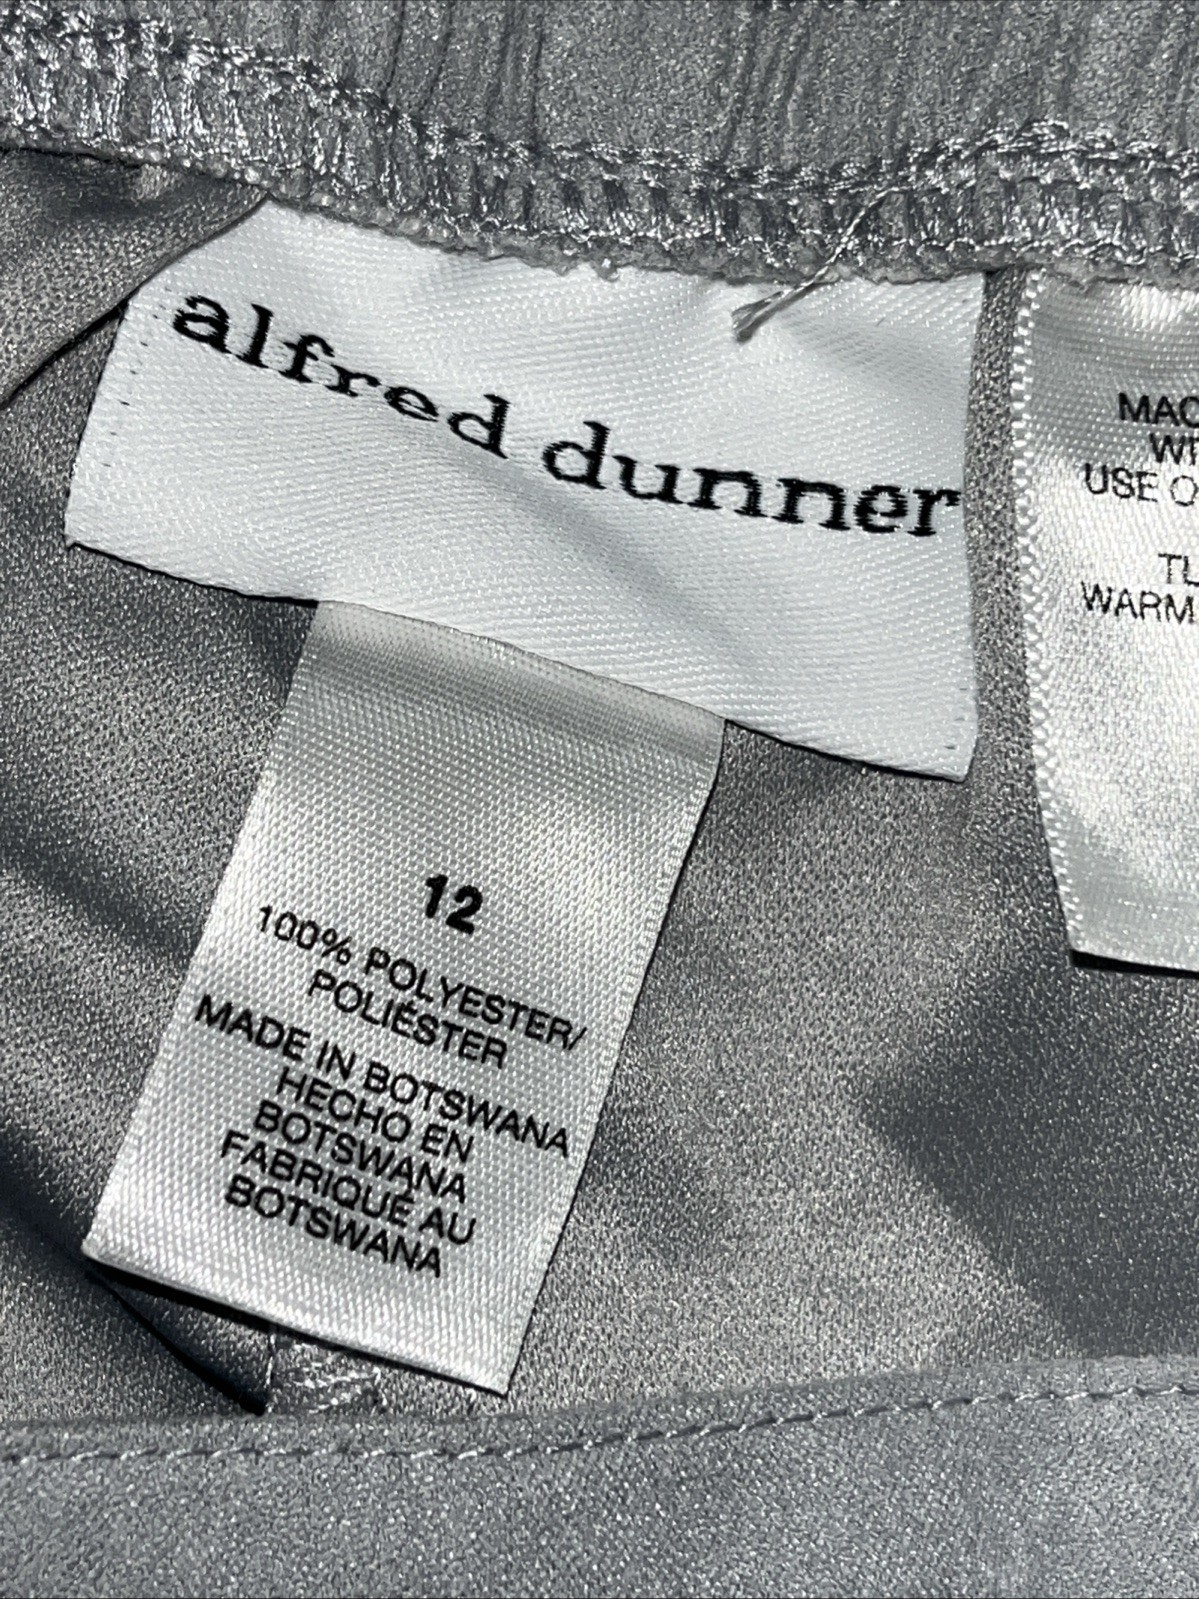 alfred dunner
12
100% POLYESTER/
POLIÉSTER
MADE IN BOTSWANA
HECHO EN
BOTSWANA
FABRIQUÉ AU
BOTSWANA
USE
WARM